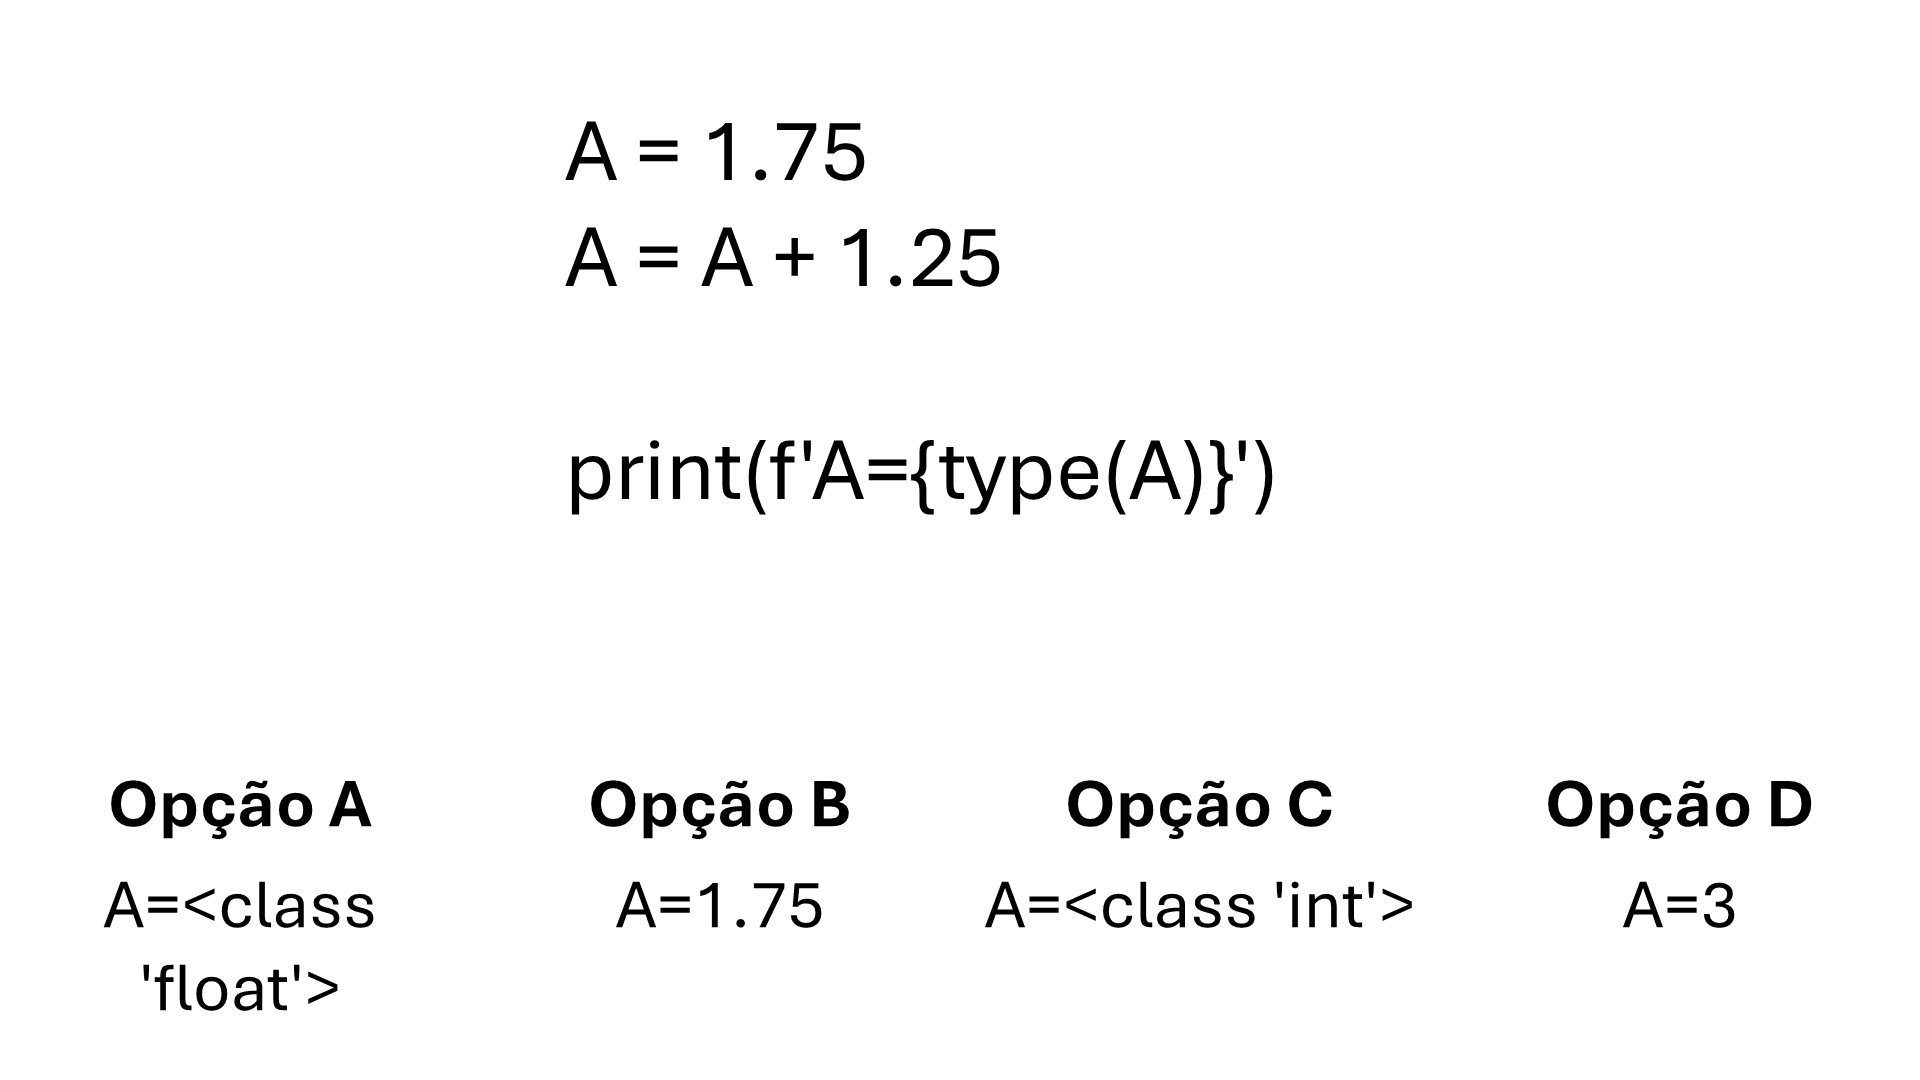 A = 1.75
A = A + 1.25
print(f'A={type(A)}')
Opção A
A=<class
'float'>
Opção B
A=1.75
Opção C
A=<class 'int'>
Opção D
A=3